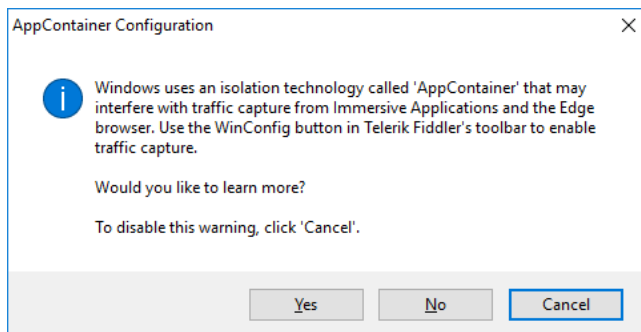 AppContainer Configuration
Windows uses an isolation technology called 'AppContainer' that may
interfere with traffic capture from Immersive Applications and the Edge
browser. Use the WinConfig button in Telerik Fiddler's toolbar to enable
traffic capture.
Would you like to learn more?
To disable this warning, click 'Cancel'.
Yes
No
Cancel